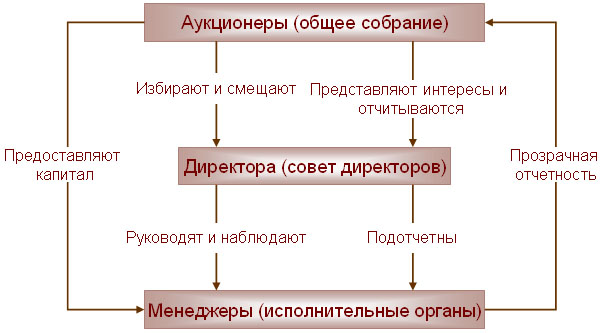 Аукционеры (общее собрание)
Избирают и смещают
Представляют интересы и
отчитываются
Предоставляют
капитал
Директора (совет директоров)
Прозрачная
отчетность
Руководят и наблюдают
Подотчетны
Менеджеры (исполнительные органы)